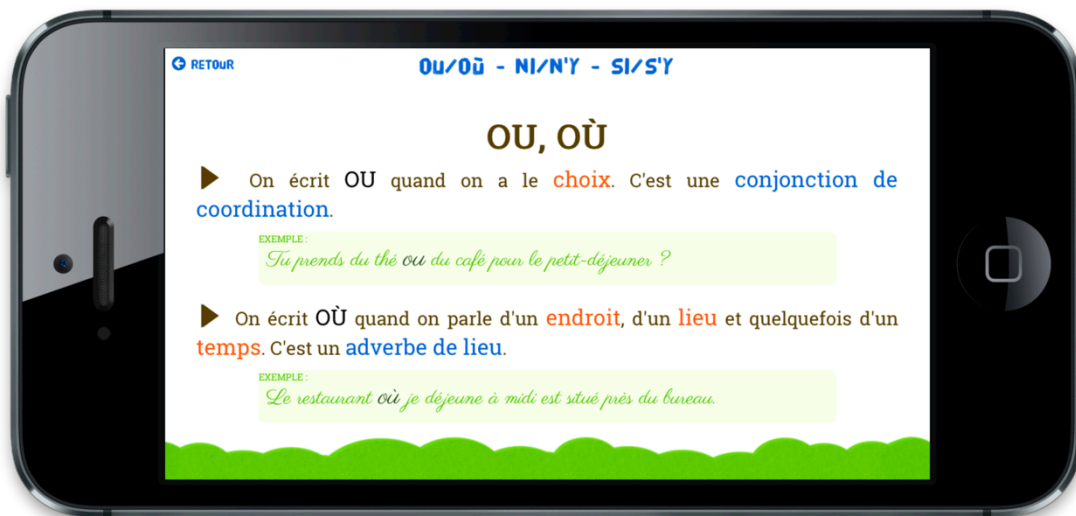 RETOUR
OU/OÙ - NI/N'Y - SI/S'Y
OU, OÙ
On écrit OU quand on a le choix. C'est une conjonction de
coordination.
EXEMPLE :
Tu prends du thé ou du café pour le petit-déjeuner ?
On écrit OÙ quand on parle d'un endroit, d'un lieu et quelquefois d'un
temps. C'est un adverbe de lieu.
EXEMPLE :
Le restaurant où je déjeune à midi est situé près du bureau.